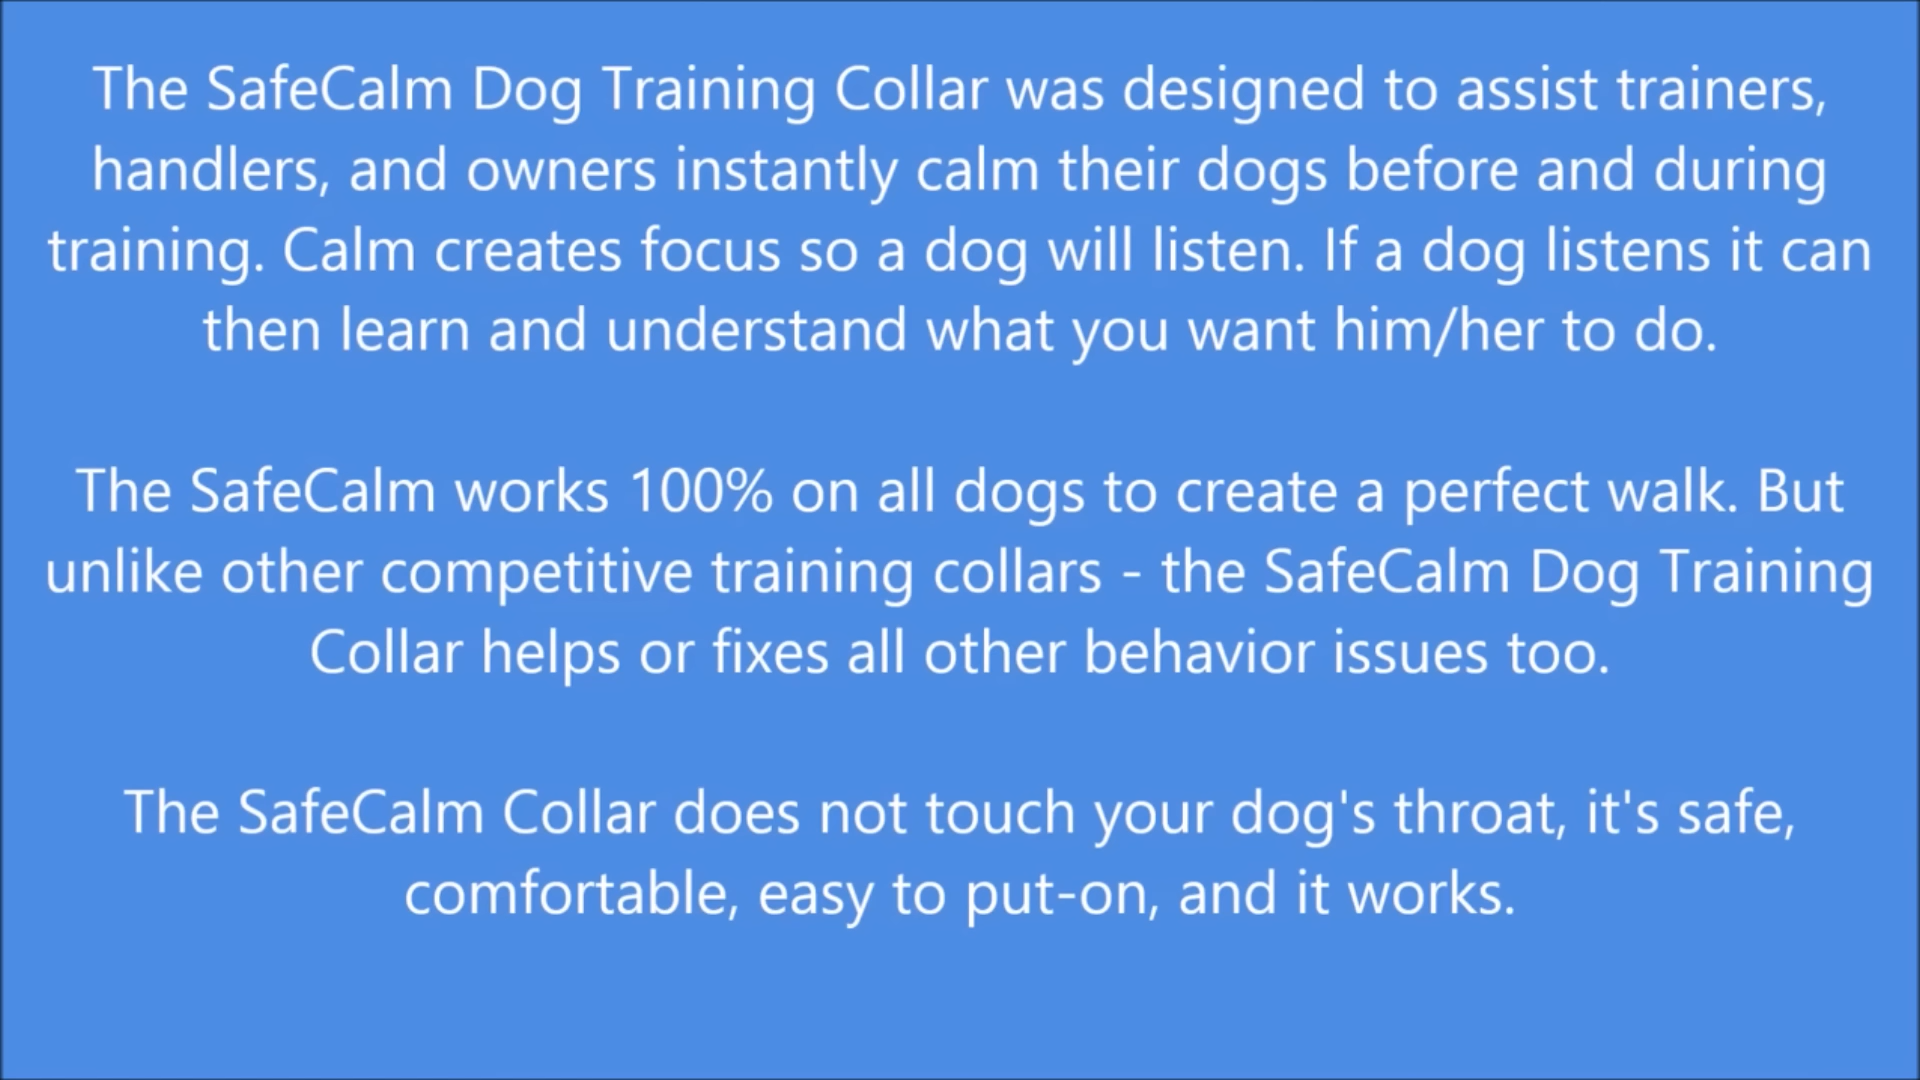 The SafeCalm Dog Training Collar was designed to assist trainers,
handlers, and owners instantly calm their dogs before and during
training. Calm creates focus so a dog will listen. If a dog listens it can
then learn and understand what you want him/her to do.
The SafeCalm works 100% on all dogs to create a perfect walk. But
unlike other competitive training collars - the SafeCalm Dog Training
Collar helps or fixes all other behavior issues too.
The SafeCalm Collar does not touch your dog's throat, it's safe,
comfortable, easy to put-on, and it works.